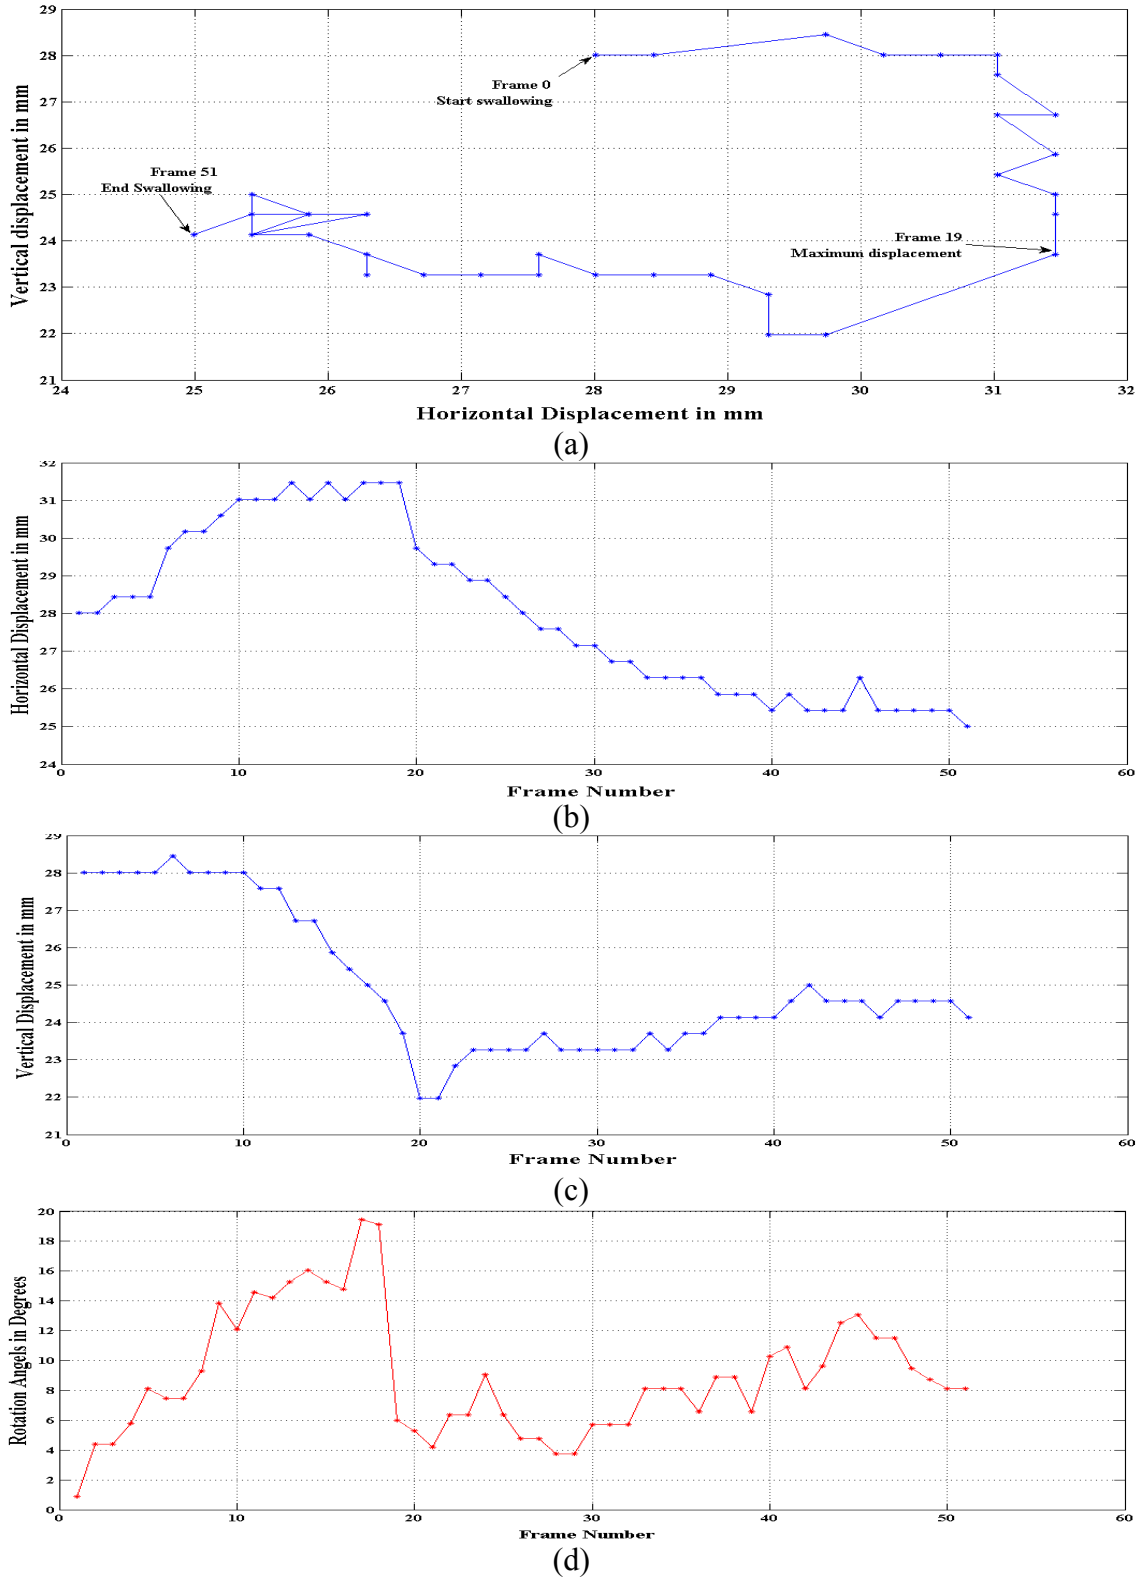 29
28
27
26
25
24
23
22
21
Vertical displacement in mm
Frame 0
Start swallowing
Frame 51
End Swallowing
Frame 19
Maximum displacement
24 25 26 27 28 29 30 31 32
Horizontal Displacement in mm
(a)
32
31
30
29
28
27
26
25
24
Horizontal Displacement in mm
0 10 20 30 40 50 60
Frame Number
(b)
29
28
27
26
25
24
23
22
21
Vertical Displacement in mm
0 10 20 30 40 50 60
Frame Number
(c)
20
18
16
14
12
10
8
6
4
2
0
Rotation Angels in Degrees
0 10 20 30 40 50 60
Frame Number
(d)